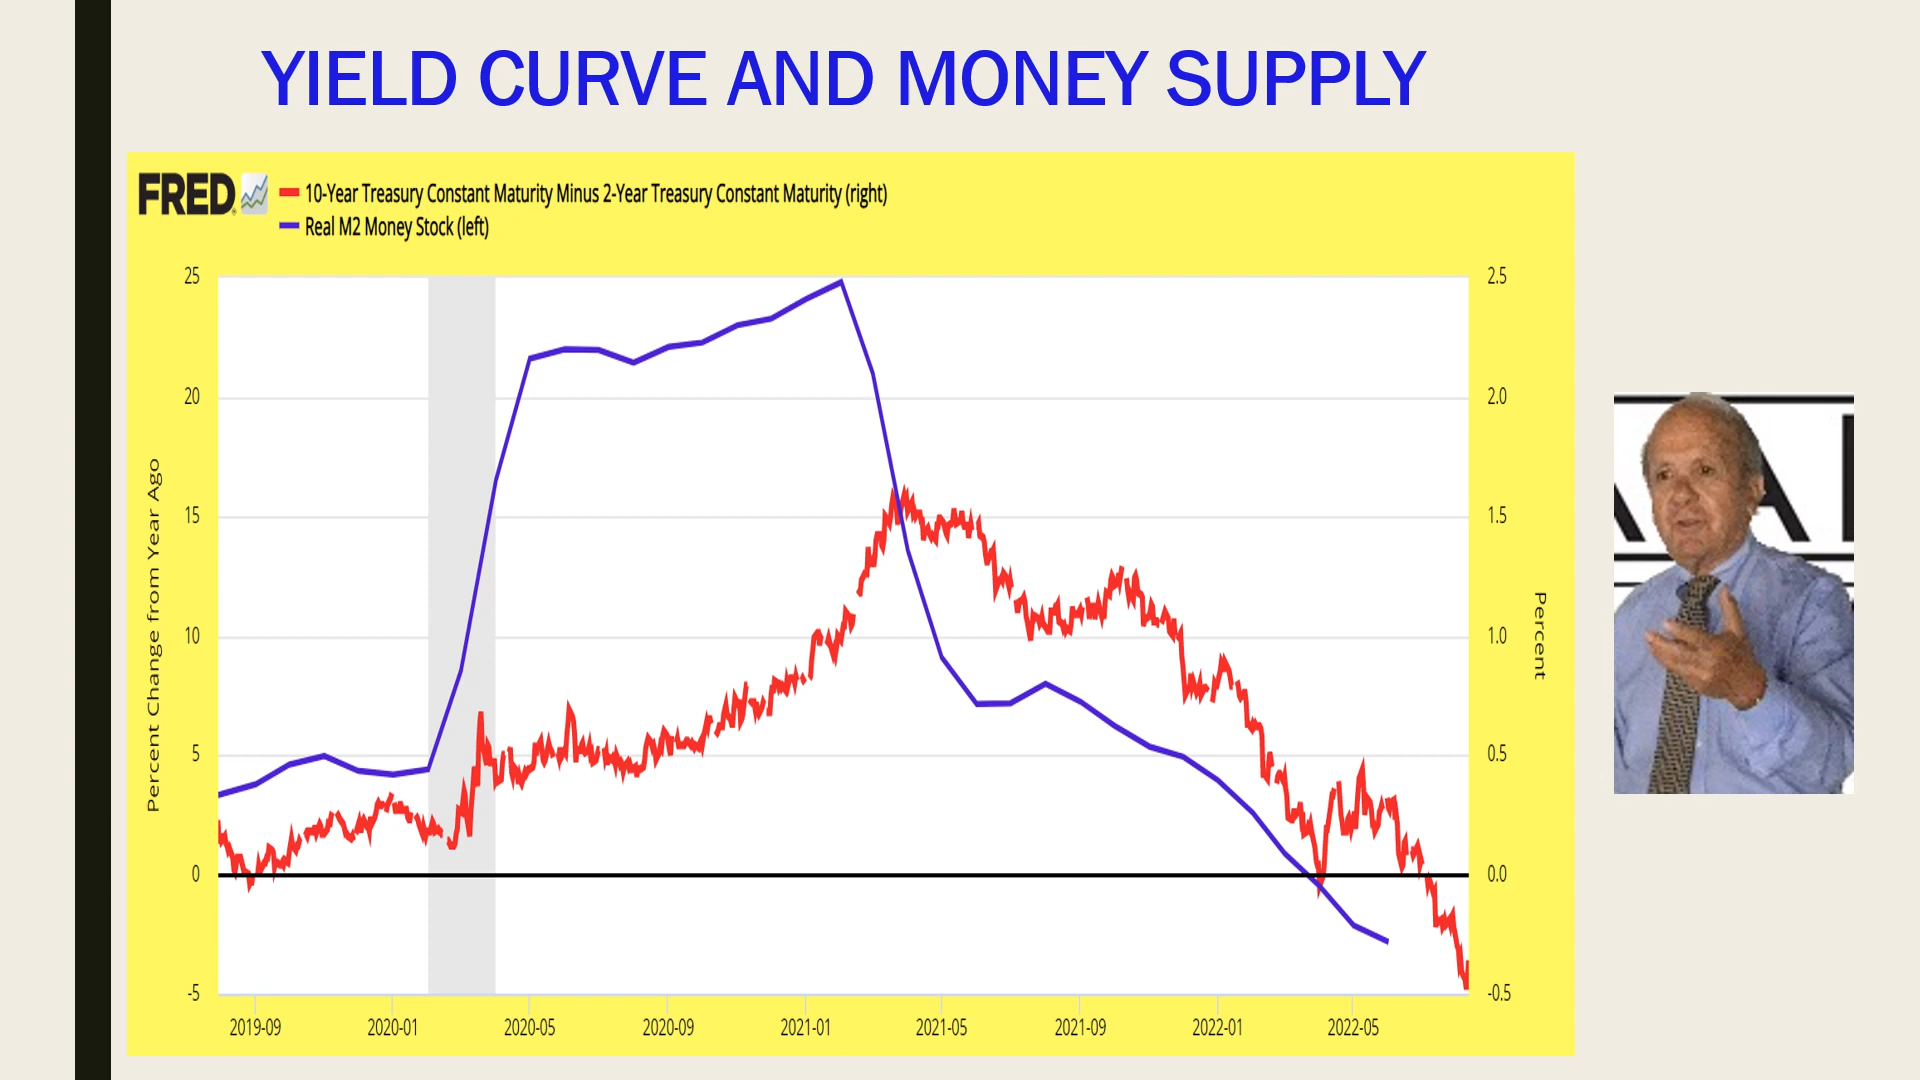 YIELD CURVE AND MONEY SUPPLY
FRED
10-Year Treasury Constant Maturity Minus 2-Year Treasury Constant Maturity (right)
Real M2 Money Stock (left)
25
20
15
10
5
0
-5
Percent Change from Year Ago
2.5
2.0
1.5
1.0
0.5
0.0
-0.5
Percent
2019-09 2020-01 2020-05 2020-09 2021-01 2021-05 2021-09 2022-01 2022-05